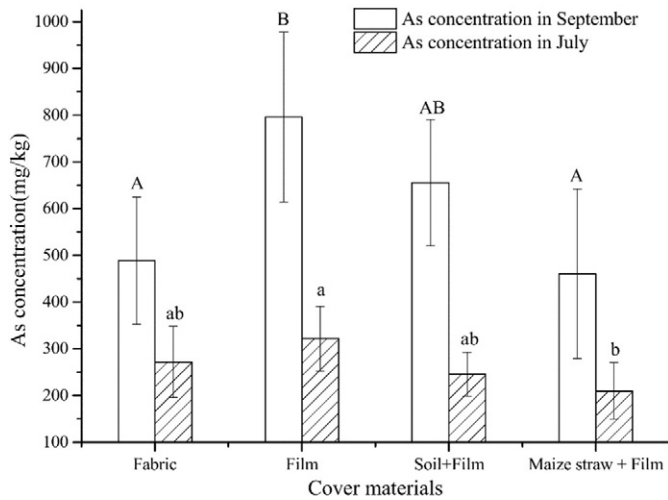 As concentration in September
As concentration in July
As concentration(mg/kg)
1000
900
800
700
600
500
400
300
200
100
A
ab
B
a
AB
ab
A
b
Fabric
Film
Soil+Film
Maize straw + Film
Cover materials